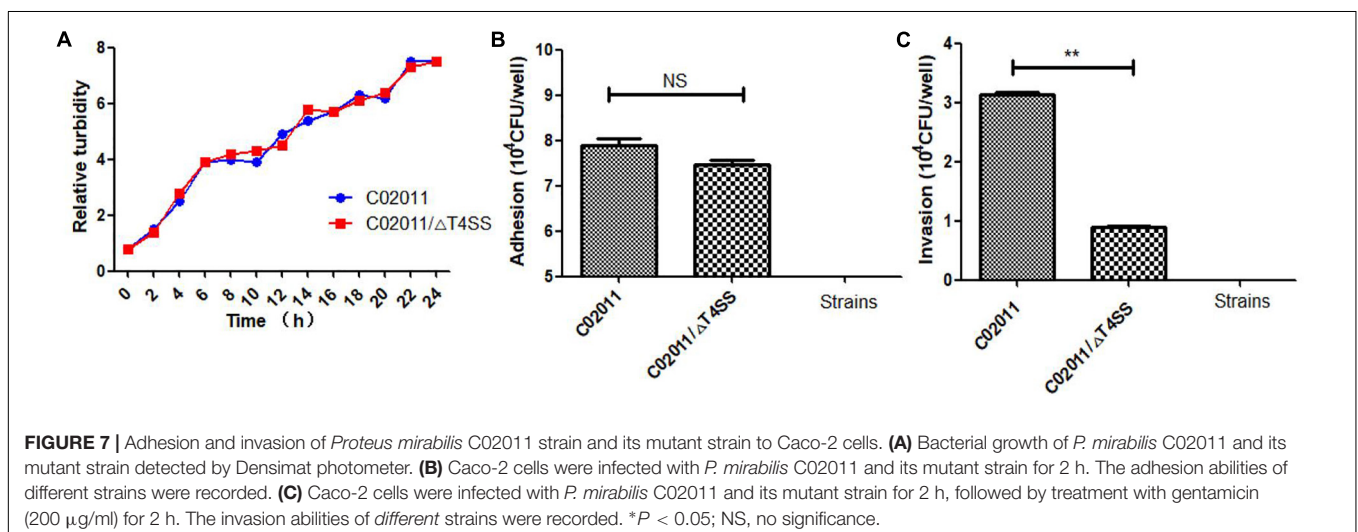 A
Relative turbidity
8
6
4
2
0
C02011
C02011/△T4SS
0 2 4 6 8 10 12 14 16 18 20 22 24
Time （h）
B
Adhesion (10⁴CFU/well)
10
9
8
7
6
5
NS
C02011
C02011/△T4SS
Strains
C
Invasion (10⁴CFU/well)
4
3
2
1
0
**
C02011
C02011/△T4SS
Strains
FIGURE 7 | Adhesion and invasion of Proteus mirabilis C02011 strain and its mutant strain to Caco-2 cells. (A) Bacterial growth of P. mirabilis C02011 and its
mutant strain detected by Densimat photometer. (B) Caco-2 cells were infected with P. mirabilis C02011 and its mutant strain for 2 h. The adhesion abilities of
different strains were recorded. (C) Caco-2 cells were infected with P. mirabilis C02011 and its mutant strain for 2 h, followed by treatment with gentamicin
(200 μg/ml) for 2 h. The invasion abilities of different strains were recorded. *P < 0.05; NS, no significance.